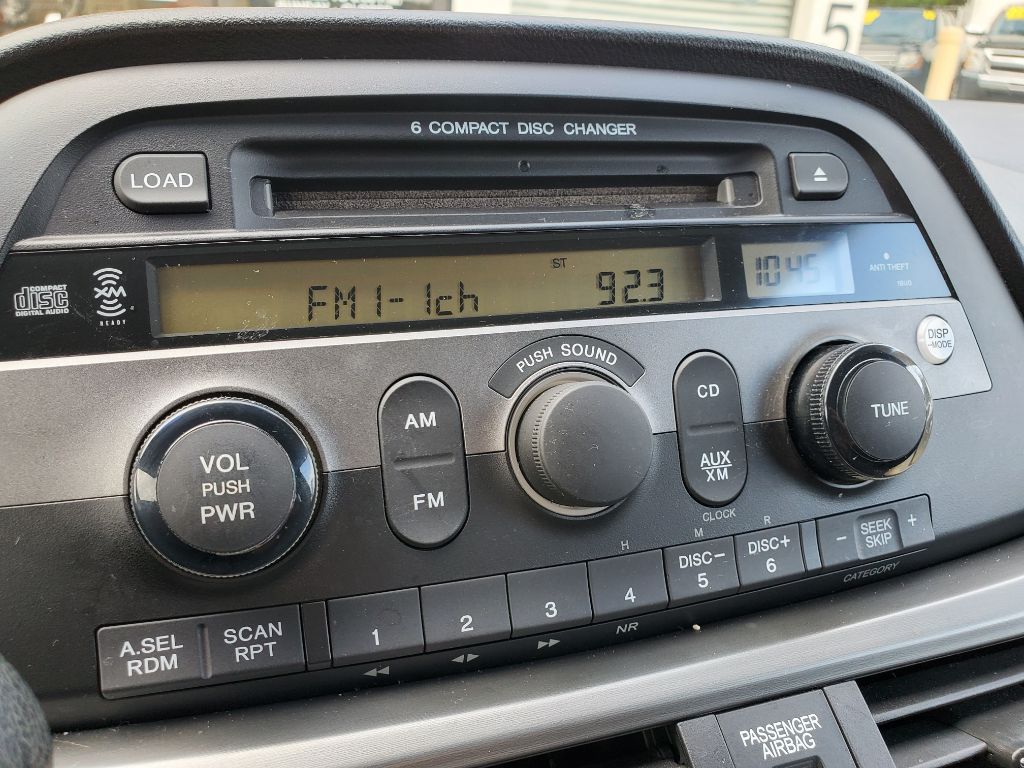 5
6 COMPACT DISC CHANGER
LOAD
COMPACT
disc
DIGITAL AUDIO
XM
READY
ST
FM1-1ch 92.3
10 45
ANTI THEFT
DISP
MODE
PUSH SOUND
AM
FM
CD
AUX
XM
TUNE
VOL
PUSH
PWR
CLOCK
H M R
A.SEL
RDM
SCAN
RPT
1
2
3
4
DISC−
5
DISC+
6
− SEEK +
SKIP
NR
CATEGORY
PASSENGER
AIRBAG